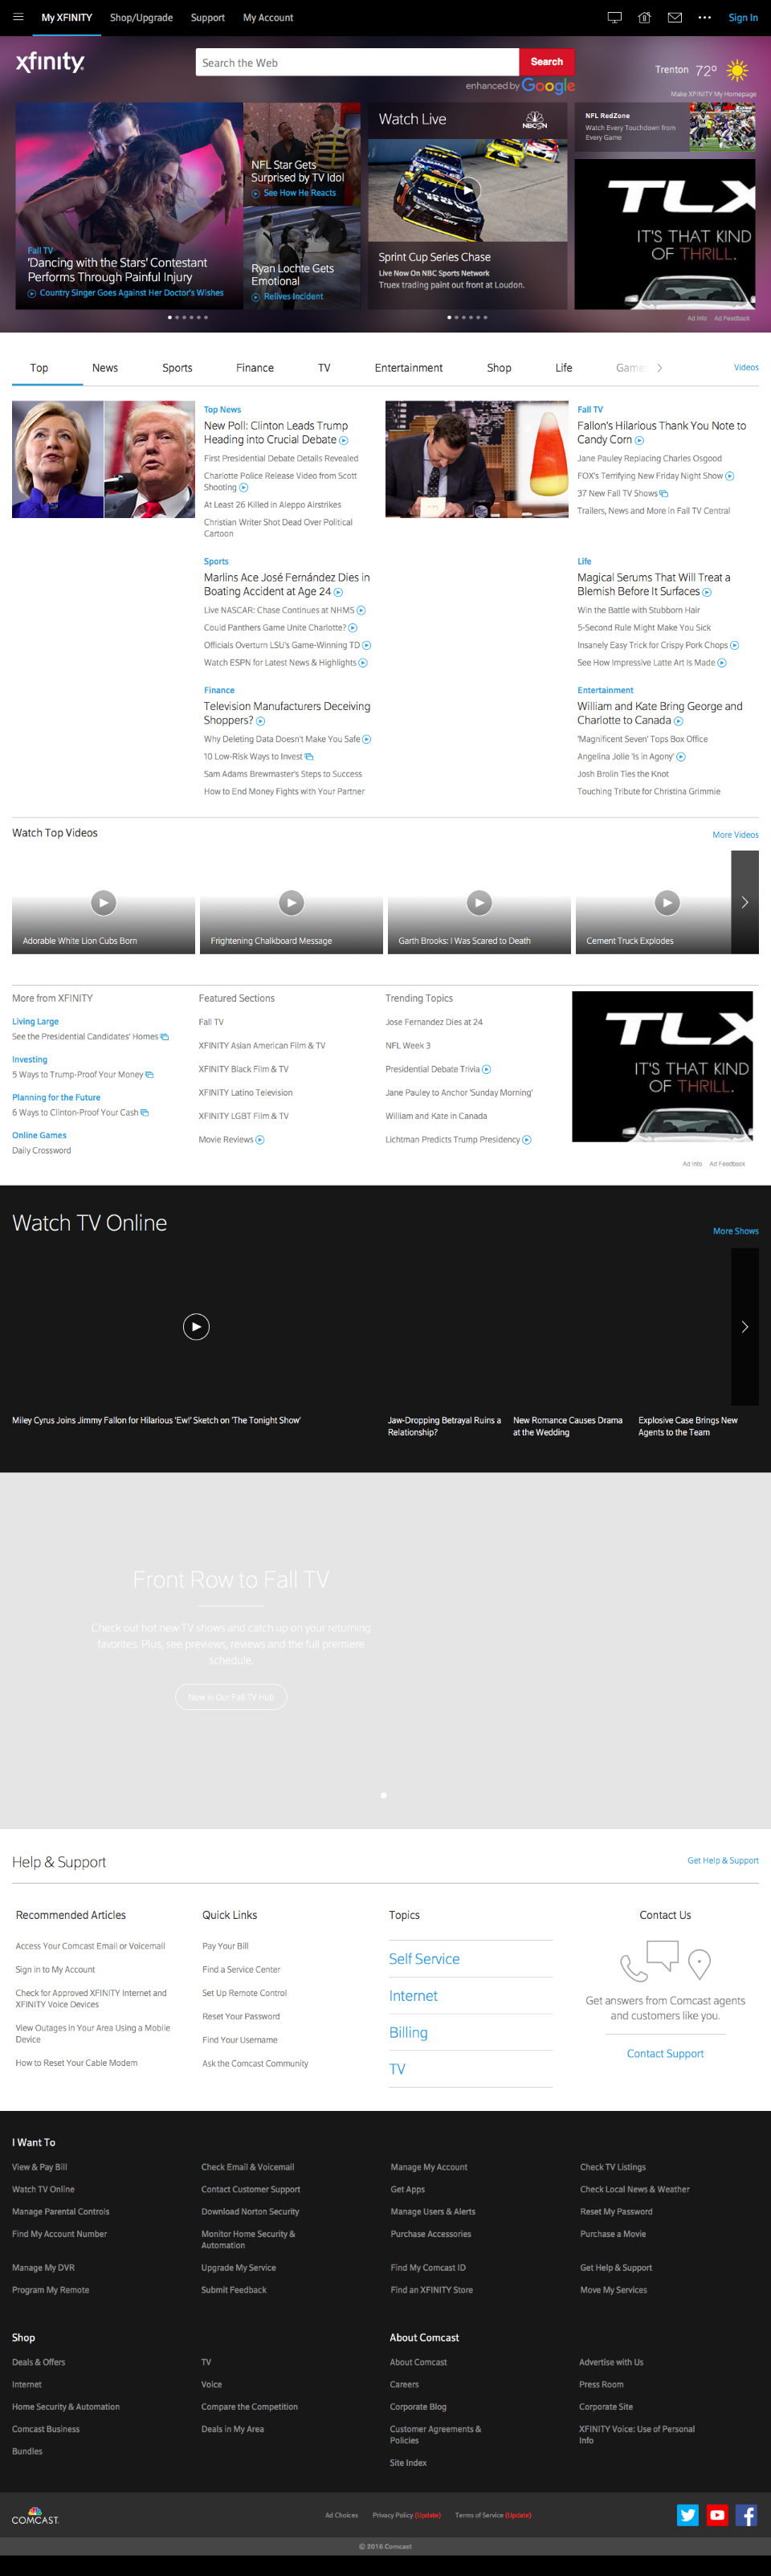 My XFINITY Shop/Upgrade Support My Account Sign In
xfinity
Search the Web Search
enhanced by Google
Trenton 72°
Make XFINITY My Homepage
Fall TV
'Dancing with the Stars' Contestant
Performs Through Painful Injury
Country Singer Goes Against Her Doctor's Wishes
NFL Star Gets
Surprised by TV Idol
See How He Reacts
Ryan Lochte Gets
Emotional
Relives Incident
Watch Live
NBCSN
Sprint Cup Series Chase
Live Now On NBC Sports Network
Truex trading paint out front at Loudon.
NFL RedZone
Watch Every Touchdown from
Every Game
TLX
IT'S THAT KIND
OF THRILL.
Ad Info Ad Feedback
Top News Sports Finance TV Entertainment Shop Life Games Videos
Top News
New Poll: Clinton Leads Trump
Heading into Crucial Debate
First Presidential Debate Details Revealed
Charlotte Police Release Video from Scott
Shooting
At Least 26 Killed in Aleppo Airstrikes
Christian Writer Shot Dead Over Political
Cartoon
Fall TV
Fallon's Hilarious Thank You Note to
Candy Corn
Jane Pauley Replacing Charles Osgood
FOX's Terrifying New Friday Night Show
37 New Fall TV Shows
Trailers, News and More in Fall TV Central
Sports
Marlins Ace José Fernández Dies in
Boating Accident at Age 24
Live NASCAR: Chase Continues at NHMS
Could Panthers Game Unite Charlotte?
Officials Overturn LSU's Game-Winning TD
Watch ESPN for Latest News & Highlights
Life
Magical Serums That Will Treat a
Blemish Before It Surfaces
Win the Battle with Stubborn Hair
5-Second Rule Might Make You Sick
Insanely Easy Trick for Crispy Pork Chops
See How Impressive Latte Art Is Made
Finance
Television Manufacturers Deceiving
Shoppers?
Why Deleting Data Doesn't Make You Safe
10 Low-Risk Ways to Invest
Sam Adams Brewmaster's Steps to Success
How to End Money Fights with Your Partner
Entertainment
William and Kate Bring George and
Charlotte to Canada
'Magnificent Seven' Tops Box Office
Angelina Jolie 'Is in Agony'
Josh Brolin Ties the Knot
Touching Tribute for Christina Grimmie
Watch Top Videos More Videos
Adorable White Lion Cubs Born
Frightening Chalkboard Message
Garth Brooks: I Was Scared to Death
Cement Truck Explodes
More from XFINITY
Living Large
See the Presidential Candidates' Homes
Investing
5 Ways to Trump-Proof Your Money
Planning for the Future
6 Ways to Clinton-Proof Your Cash
Online Games
Daily Crossword
Featured Sections
Fall TV
XFINITY Asian American Film & TV
XFINITY Black Film & TV
XFINITY Latino Television
XFINITY LGBT Film & TV
Movie Reviews
Trending Topics
Jose Fernandez Dies at 24
NFL Week 3
Presidential Debate Trivia
Jane Pauley to Anchor 'Sunday Morning'
William and Kate in Canada
Lichtman Predicts Trump Presidency
TLX
IT'S THAT KIND
OF THRILL.
Ad Info Ad Feedback
Watch TV Online More Shows
Miley Cyrus Joins Jimmy Fallon for Hilarious 'Ew!' Sketch on 'The Tonight Show'
Jaw-Dropping Betrayal Ruins a
Relationship?
New Romance Causes Drama
at the Wedding
Explosive Case Brings New
Agents to the Team
Front Row to Fall TV
Check out hot new TV shows and catch up on your returning
favorites. Plus, see previews, reviews and the full premiere
schedule.
Now in Our Fall TV Hub
Help & Support Get Help & Support
Recommended Articles
Access Your Comcast Email or Voicemail
Sign in to My Account
Check for Approved XFINITY Internet and
XFINITY Voice Devices
View Outages in Your Area Using a Mobile
Device
How to Reset Your Cable Modem
Quick Links
Pay Your Bill
Find a Service Center
Set Up Remote Control
Reset Your Password
Find Your Username
Ask the Comcast Community
Topics
Self Service
Internet
Billing
TV
Contact Us
Get answers from Comcast agents
and customers like you.
Contact Support
I Want To
View & Pay Bill Check Email & Voicemail Manage My Account Check TV Listings
Watch TV Online Contact Customer Support Get Apps Check Local News & Weather
Manage Parental Controls Download Norton Security Manage Users & Alerts Reset My Password
Find My Account Number Monitor Home Security & Purchase Accessories Purchase a Movie
Automation
Manage My DVR Upgrade My Service Find My Comcast ID Get Help & Support
Program My Remote Submit Feedback Find an XFINITY Store Move My Services
Shop About Comcast
Deals & Offers TV About Comcast Advertise with Us
Internet Voice Careers Press Room
Home Security & Automation Compare the Competition Corporate Blog Corporate Site
Comcast Business Deals in My Area Customer Agreements & XFINITY Voice: Use of Personal
Policies Info
Bundles
Site Index
COMCAST
Ad Choices Privacy Policy (Update) Terms of Service (Update)
© 2016 Comcast